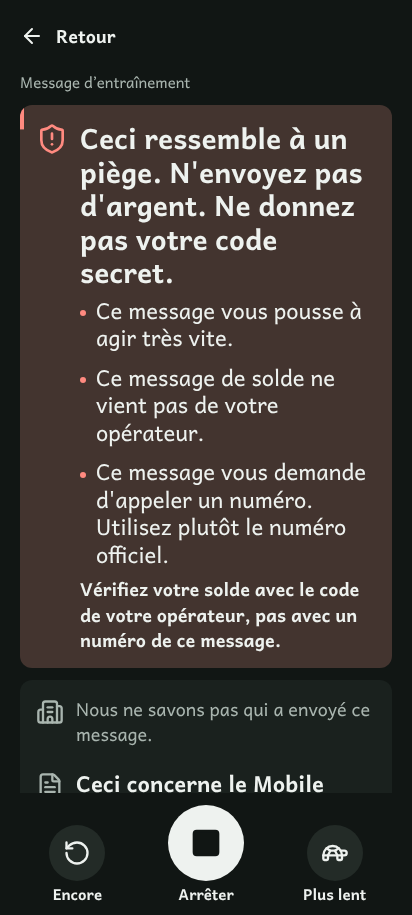 Retour
Message d’entraînement
Ceci ressemble à un
piège. N'envoyez pas
d'argent. Ne donnez
pas votre code
secret.
• Ce message vous pousse à
agir très vite.
• Ce message de solde ne
vient pas de votre
opérateur.
• Ce message vous demande
d'appeler un numéro.
Utilisez plutôt le numéro
officiel.
Vérifiez votre solde avec le code
de votre opérateur, pas avec un
numéro de ce message.
Nous ne savons pas qui a envoyé ce
message.
Ceci concerne le Mobile
Encore
Arrêter
Plus lent